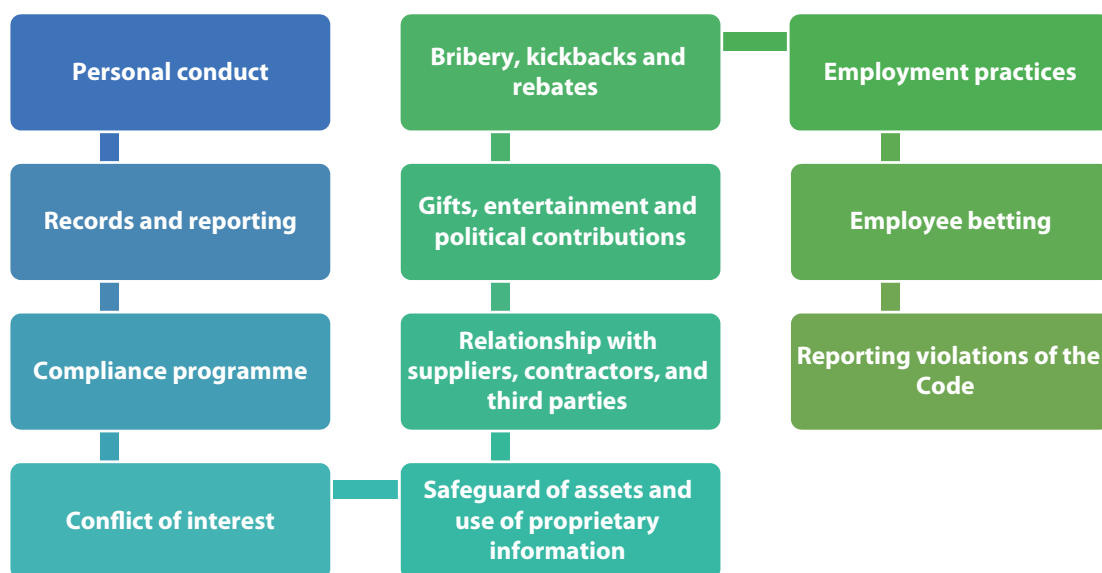 Personal conduct
Records and reporting
Compliance programme
Conflict of interest
Safeguard of assets and
use of proprietary
information
Relationship with
suppliers, contractors, and
third parties
Gifts, entertainment and
political contributions
Bribery, kickbacks and
rebates
Employment practices
Employee betting
Reporting violations of the
Code